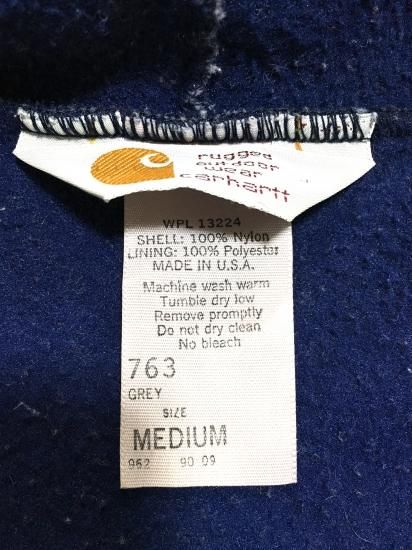 rugged
outdoor
wear
carhartt
WPL 13224
SHELL: 100% Nylon
LINING: 100% Polyester
MADE IN U.S.A.
Machine wash warm
Tumble dry low
Remove promptly
Do not dry clean
No bleach
763
GREY
SIZE
MEDIUM
962 90 09